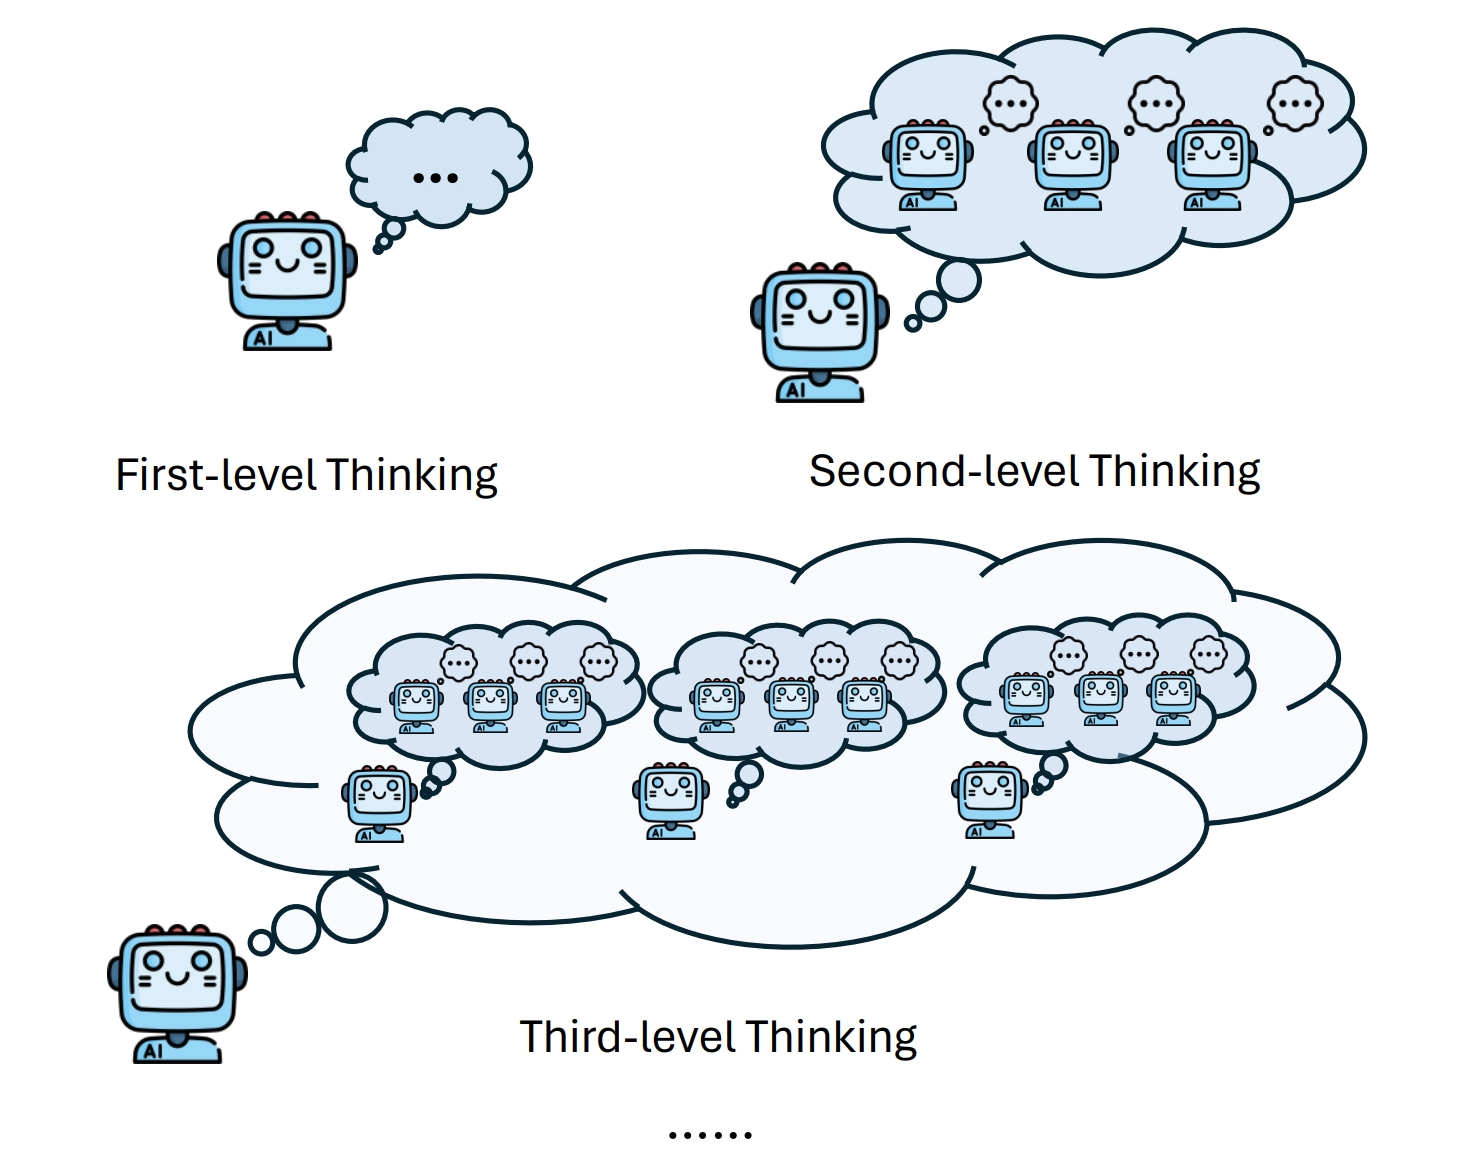 ...
AI
... ... ...
AI AI AI
AI
First-level Thinking
Second-level Thinking
... ... ... ... ... ... ... ... ...
AI AI AI AI AI AI AI AI AI
AI AI AI
AI
Third-level Thinking
......